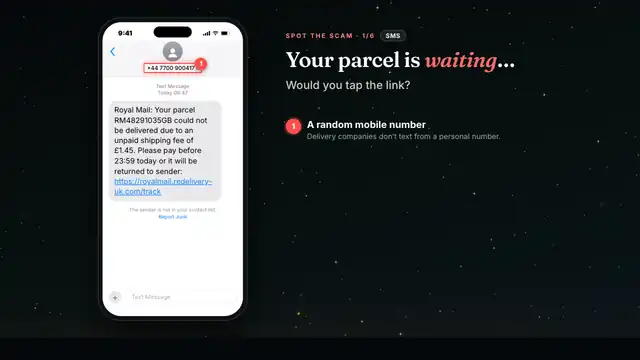 9:41
SPOT THE SCAM · 1/6 SMS
+44 7700 900417
1
Your parcel is waiting...
Would you tap the link?
Text Message
Today 09:47
Royal Mail: Your parcel
RM48291035GB could not
be delivered due to an
unpaid shipping fee of
£1.45. Please pay before
23:59 today or it will be
returned to sender:
https://royalmail.redelivery-
uk.com/track
The sender is not in your contact list.
Report Junk
Text Message
1 A random mobile number
Delivery companies don't text from a personal number.